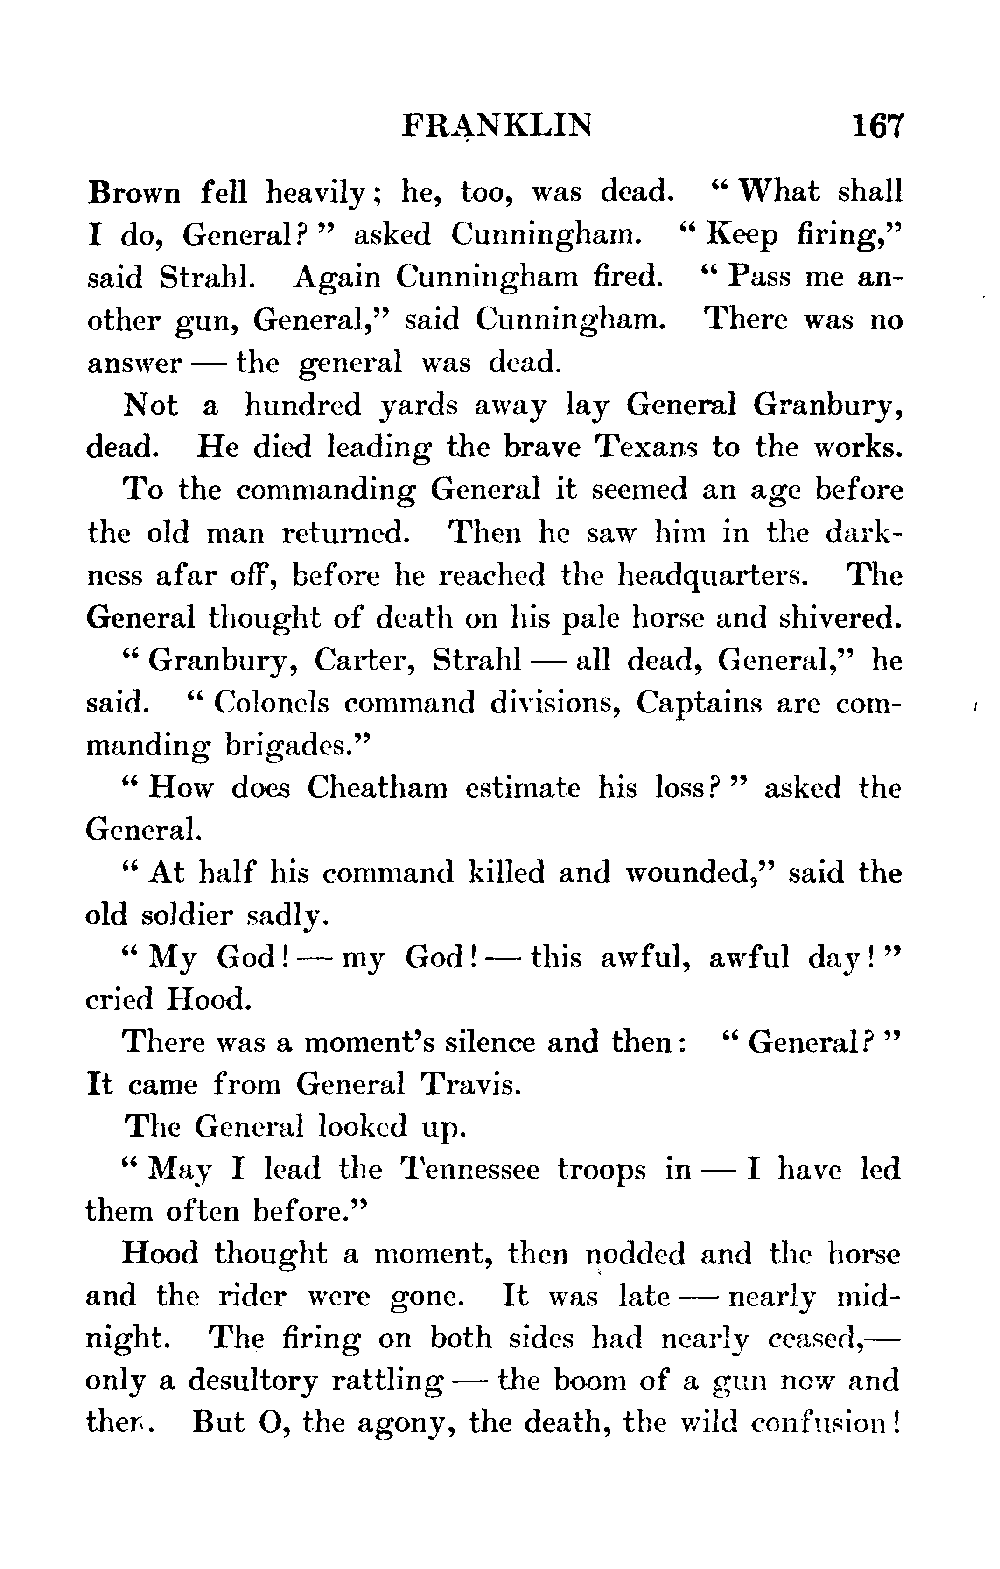 FRANKLIN 167
Brown fell heavily; he, too, was dead. “What shall
I do, General?” asked Cunningham. “Keep firing,”
said Strahl. Again Cunningham fired. “Pass me an-
other gun, General,” said Cunningham. There was no
answer — the general was dead.
Not a hundred yards away lay General Granbury,
dead. He died leading the brave Texans to the works.
To the commanding General it seemed an age before
the old man returned. Then he saw him in the dark-
ness afar off, before he reached the headquarters. The
General thought of death on his pale horse and shivered.
“Granbury, Carter, Strahl — all dead, General,” he
said. “Colonels command divisions, Captains are com-
manding brigades.”
“How does Cheatham estimate his loss?” asked the
General.
“At half his command killed and wounded,” said the
old soldier sadly.
“My God! — my God! — this awful, awful day!”
cried Hood.
There was a moment’s silence and then: “General?”
It came from General Travis.
The General looked up.
“May I lead the Tennessee troops in — I have led
them often before.”
Hood thought a moment, then nodded and the horse
and the rider were gone. It was late — nearly mid-
night. The firing on both sides had nearly ceased,—
only a desultory rattling — the boom of a gun now and
then. But O, the agony, the death, the wild confusion!